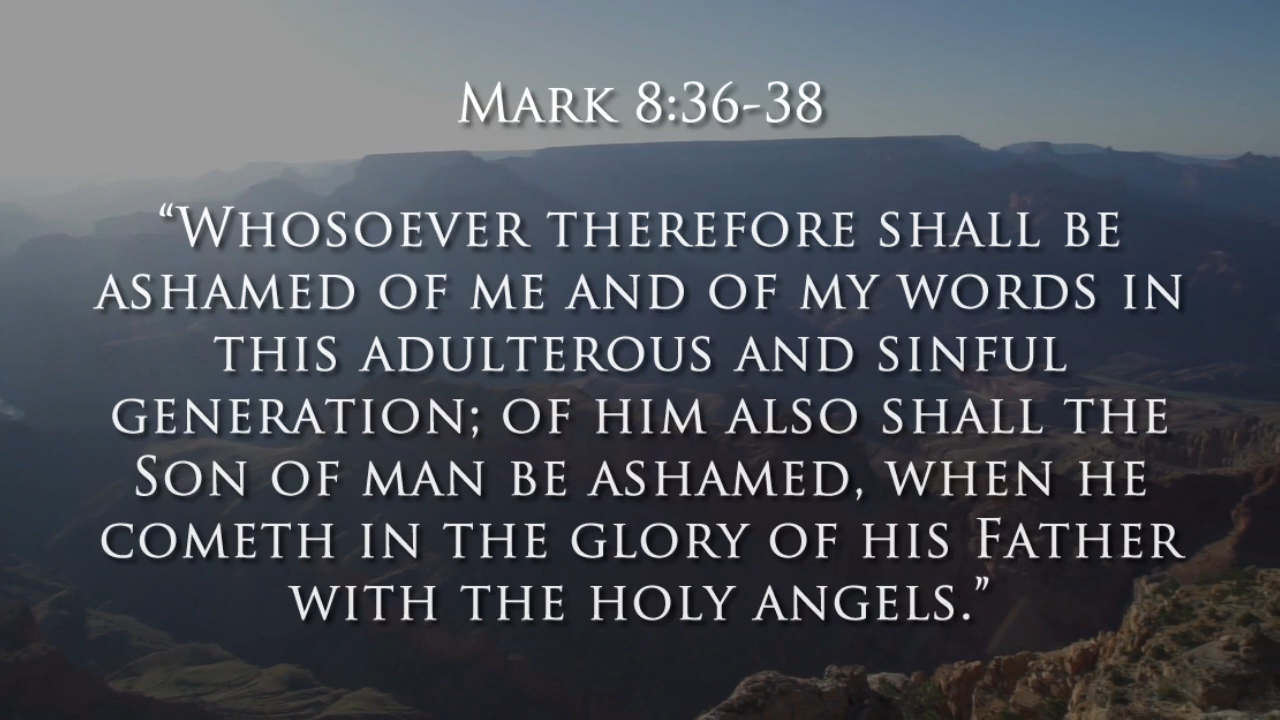 Mark 8:36-38
“Whosoever therefore shall be
ashamed of me and of my words in
this adulterous and sinful
generation; of him also shall the
Son of man be ashamed, when he
cometh in the glory of his Father
with the holy angels.”